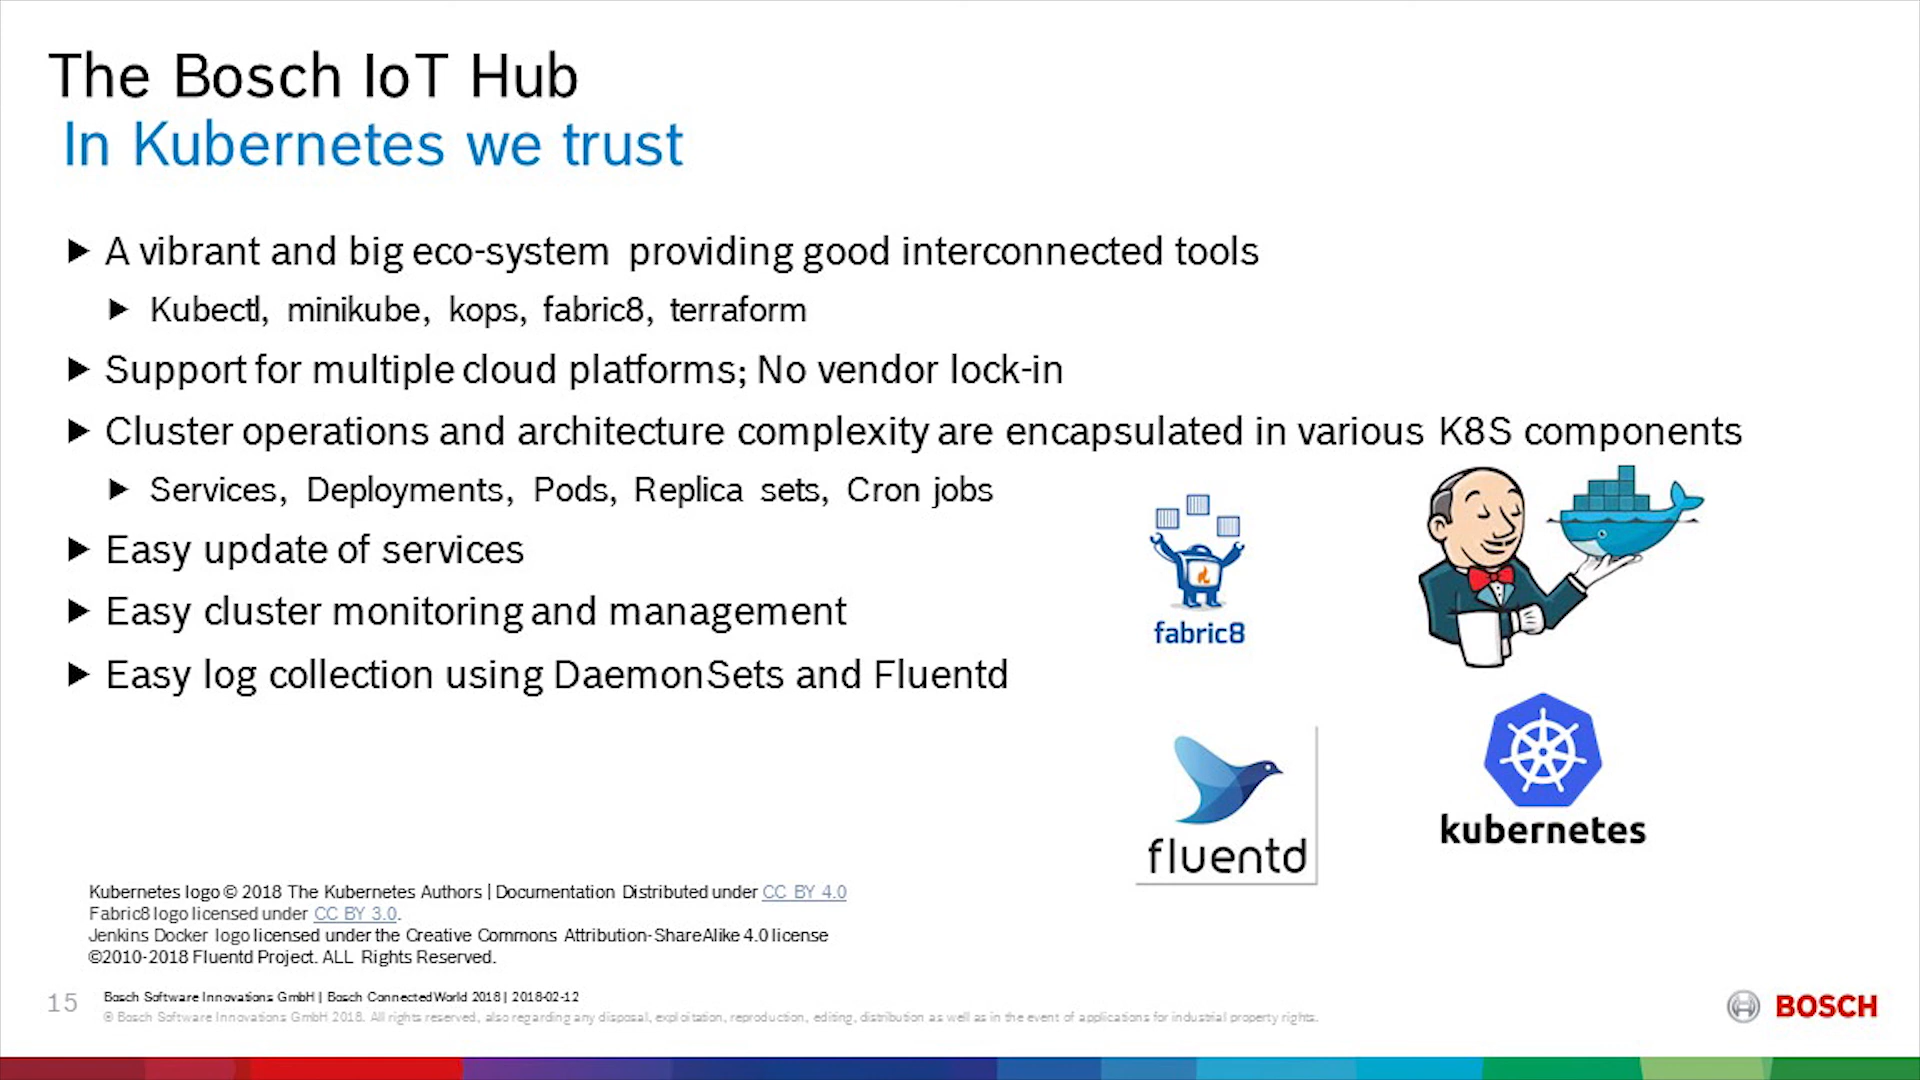 The Bosch IoT Hub
In Kubernetes we trust
A vibrant and big eco-system providing good interconnected tools
Kubectl, minikube, kops, fabric8, terraform
Support for multiple cloud platforms; No vendor lock-in
Cluster operations and architecture complexity are encapsulated in various K8S components
Services, Deployments, Pods, Replica sets, Cron jobs
Easy update of services
Easy cluster monitoring and management
Easy log collection using DaemonSets and Fluentd
fabric8
fluentd
kubernetes
Kubernetes logo © 2018 The Kubernetes Authors | Documentation Distributed under CC BY 4.0
Fabric8 logo licensed under CC BY 3.0.
Jenkins Docker logo licensed under the Creative Commons Attribution-ShareAlike 4.0 license
©2010-2018 Fluentd Project. ALL Rights Reserved.
15
Bosch Software Innovations GmbH | Bosch ConnectedWorld 2018 | 2018-02-12
© Bosch Software Innovations GmbH 2018. All rights reserved, also regarding any disposal, exploitation, reproduction, editing, distribution as well as in the event of applications for industrial property rights.
BOSCH